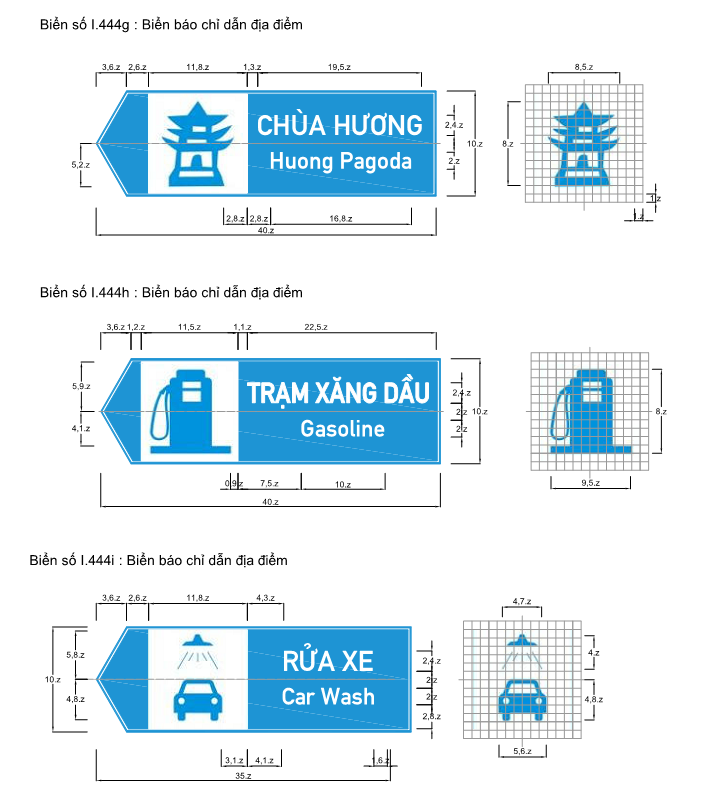 Biển số I.444g : Biển báo chỉ dẫn địa điểm
3,6.z 2,6.z 11,8.z 1,3.z 19,5.z 8,5.z
CHÙA HƯƠNG
Huong Pagoda
5,2.z
2,4.z
2.z
10.z
8.z
1.z
1.z
2,8.z 2,8.z 16,8.z
40.z
Biển số I.444h : Biển báo chỉ dẫn địa điểm
3,6.z 1,2.z 11,5.z 1,1.z 22,5.z
5,9.z
4,1.z
TRẠM XĂNG DẦU
Gasoline
2,4.z
2.z
2.z
10.z
8.z
0,9.z 7,5.z 10.z 9,5.z
40.z
Biển số I.444i : Biển báo chỉ dẫn địa điểm
3,6.z 2,6.z 11,8.z 4,3.z 4,7.z
5,8.z
10.z
4,8.z
RỬA XE
Car Wash
2,4.z
2.z
2.z
2,8.z
4.z
4,8.z
3,1.z 4,1.z 1,6.z 5,6.z
35.z